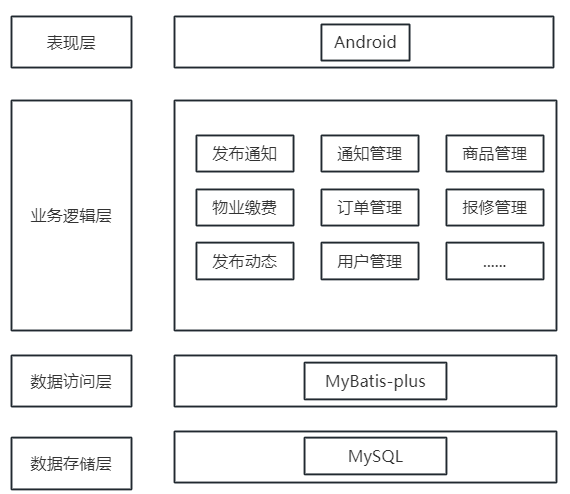 表现层
Android
业务逻辑层
发布通知 通知管理 商品管理
物业缴费 订单管理 报修管理
发布动态 用户管理 ......
数据访问层
MyBatis-plus
数据存储层
MySQL